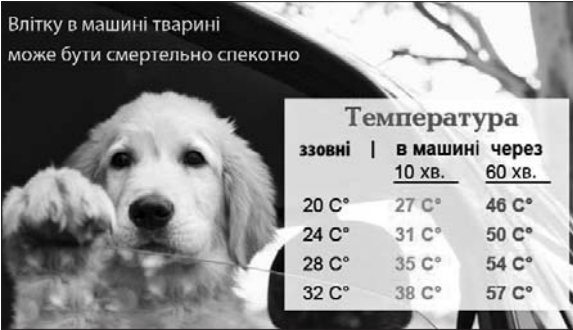 Влітку в машині тварині
може бути смертельно спекотно
Температура
ззовні | в машині через
10 хв. 60 хв.
20 C° 27 C° 46 C°
24 C° 31 C° 50 C°
28 C° 35 C° 54 C°
32 C° 38 C° 57 C°